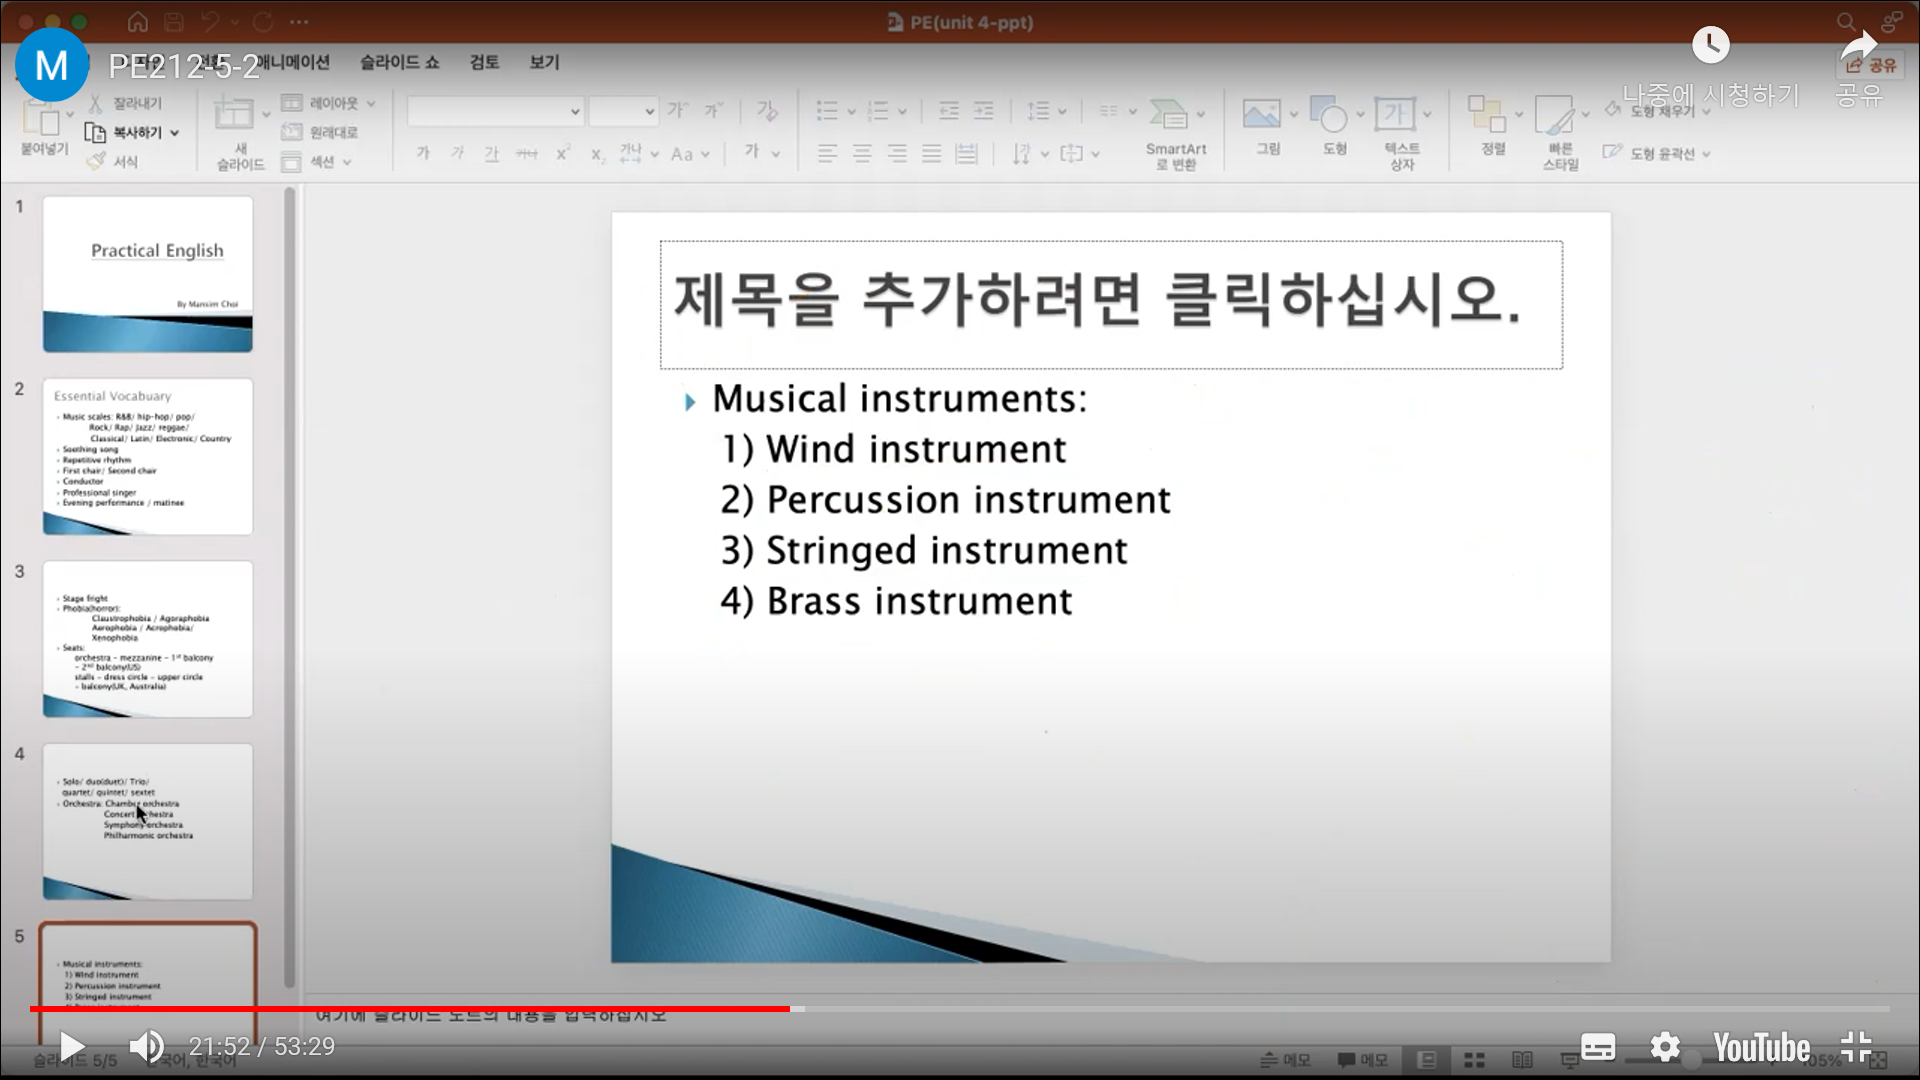 PE(unit 4-ppt)
M
PE212-5-2
애니메이션
슬라이드 쇼
검토
보기
나중에 시청하기
공유
공유
붙여넣기
잘라내기
복사하기
서식
새
슬라이드
레이아웃
원래대로
섹션
SmartArt
로 변환
그림
도형
텍스트
상자
정렬
빠른
스타일
도형 채우기
도형 윤곽선
1
Practical English
By Mansim Choi
2
Essential Vocabuary
Music scales: R&B/ hip-hop/ pop/
Rock/ Rap/ Jazz/ reggae/
Classical/ Latin/ Electronic/ Country
Soothing song
Repetitive rhythm
First chair/ Second chair
Conductor
Professional singer
Evening performance / matinee
3
Stage fright
Phobia(horror):
Claustrophobia / Agoraphobia
Aerophobia / Acrophobia/
Xenophobia
Seats:
orchestra - mezzanine - 1st balcony
- 2nd balcony(US)
stalls - dress circle - upper circle
- balcony(UK, Australia)
4
Solo/ duo(duet)/ Trio/
quartet/ quintet/ sextet
Orchestra: Chamber orchestra
Concert orchestra
Symphony orchestra
Philharmonic orchestra
5
Musical instruments:
1) Wind instrument
2) Percussion instrument
3) Stringed instrument
제목을 추가하려면 클릭하십시오.
Musical instruments:
1) Wind instrument
2) Percussion instrument
3) Stringed instrument
4) Brass instrument
여기에 슬라이드 노트의 내용을 입력하십시오
21:52 / 53:29
YouTube
슬라이드 5/5
한국어, 한국어
메모
메모